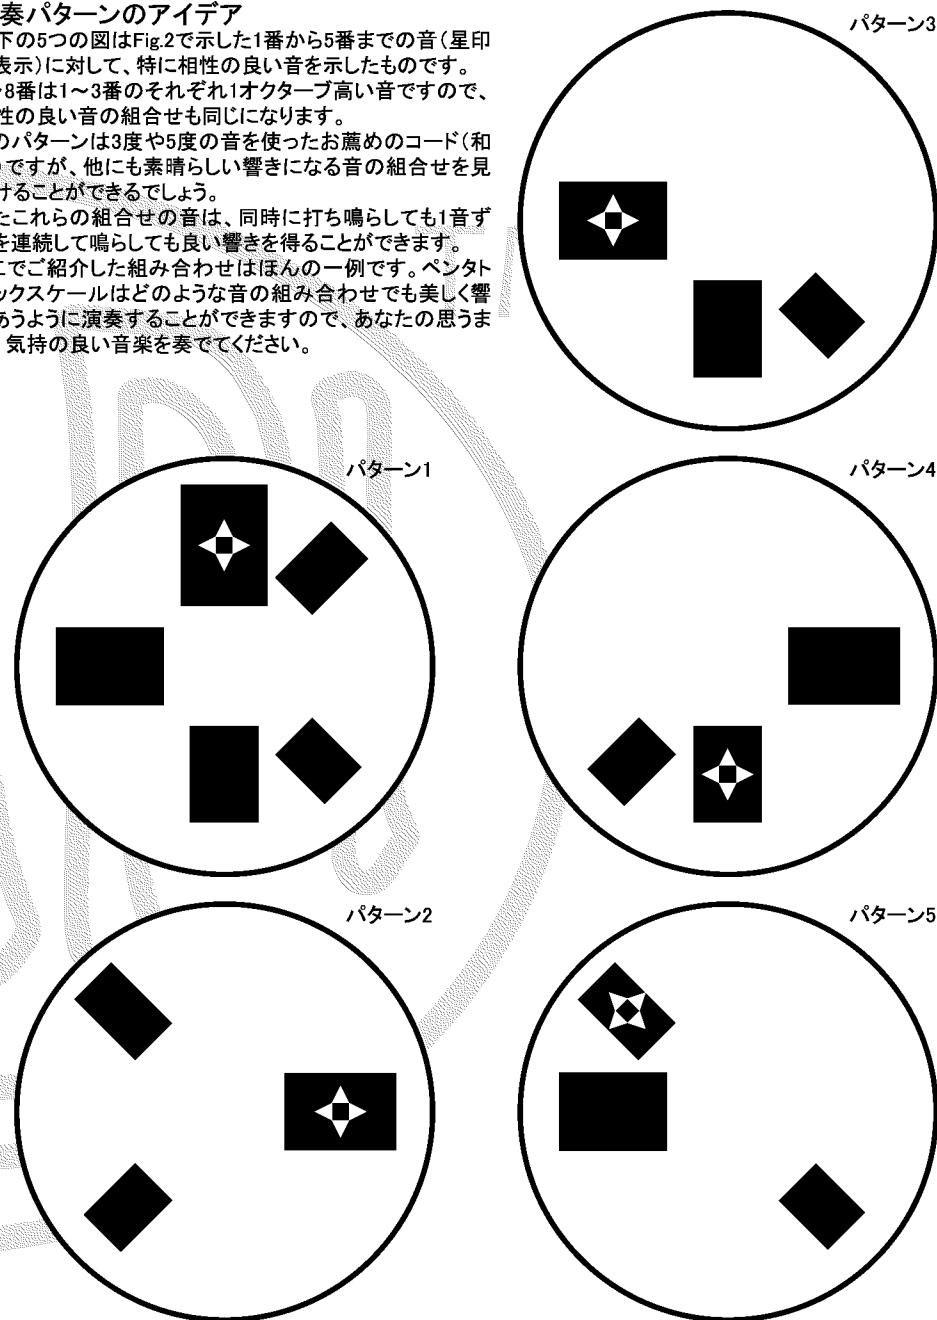 奏パターンのアイデア
下の5つの図はFig.2で示した1番から5番までの音（星印
表示）に対して、特に相性の良い音を示したものです。
8番は1～3番のそれぞれ1オクターブ高い音ですので、
性の良い音の組合せも同じになります。
のパターンは3度や5度の音を使ったお薦めのコード（和
ですが、他にも素晴らしい響きになる音の組合せを見
けることができるでしょう。
たこれらの組合せの音は、同時に打ち鳴らしても1音ず
を連続して鳴らしても良い響きを得ることができます。
こでご紹介した組み合わせはほんの一例です。ペンタト
ックスケールはどのような音の組み合わせでも美しく響
あうように演奏することができますので、あなたの思うま
気持の良い音楽を奏でてください。
パターン3
パターン1
パターン4
パターン2
パターン5